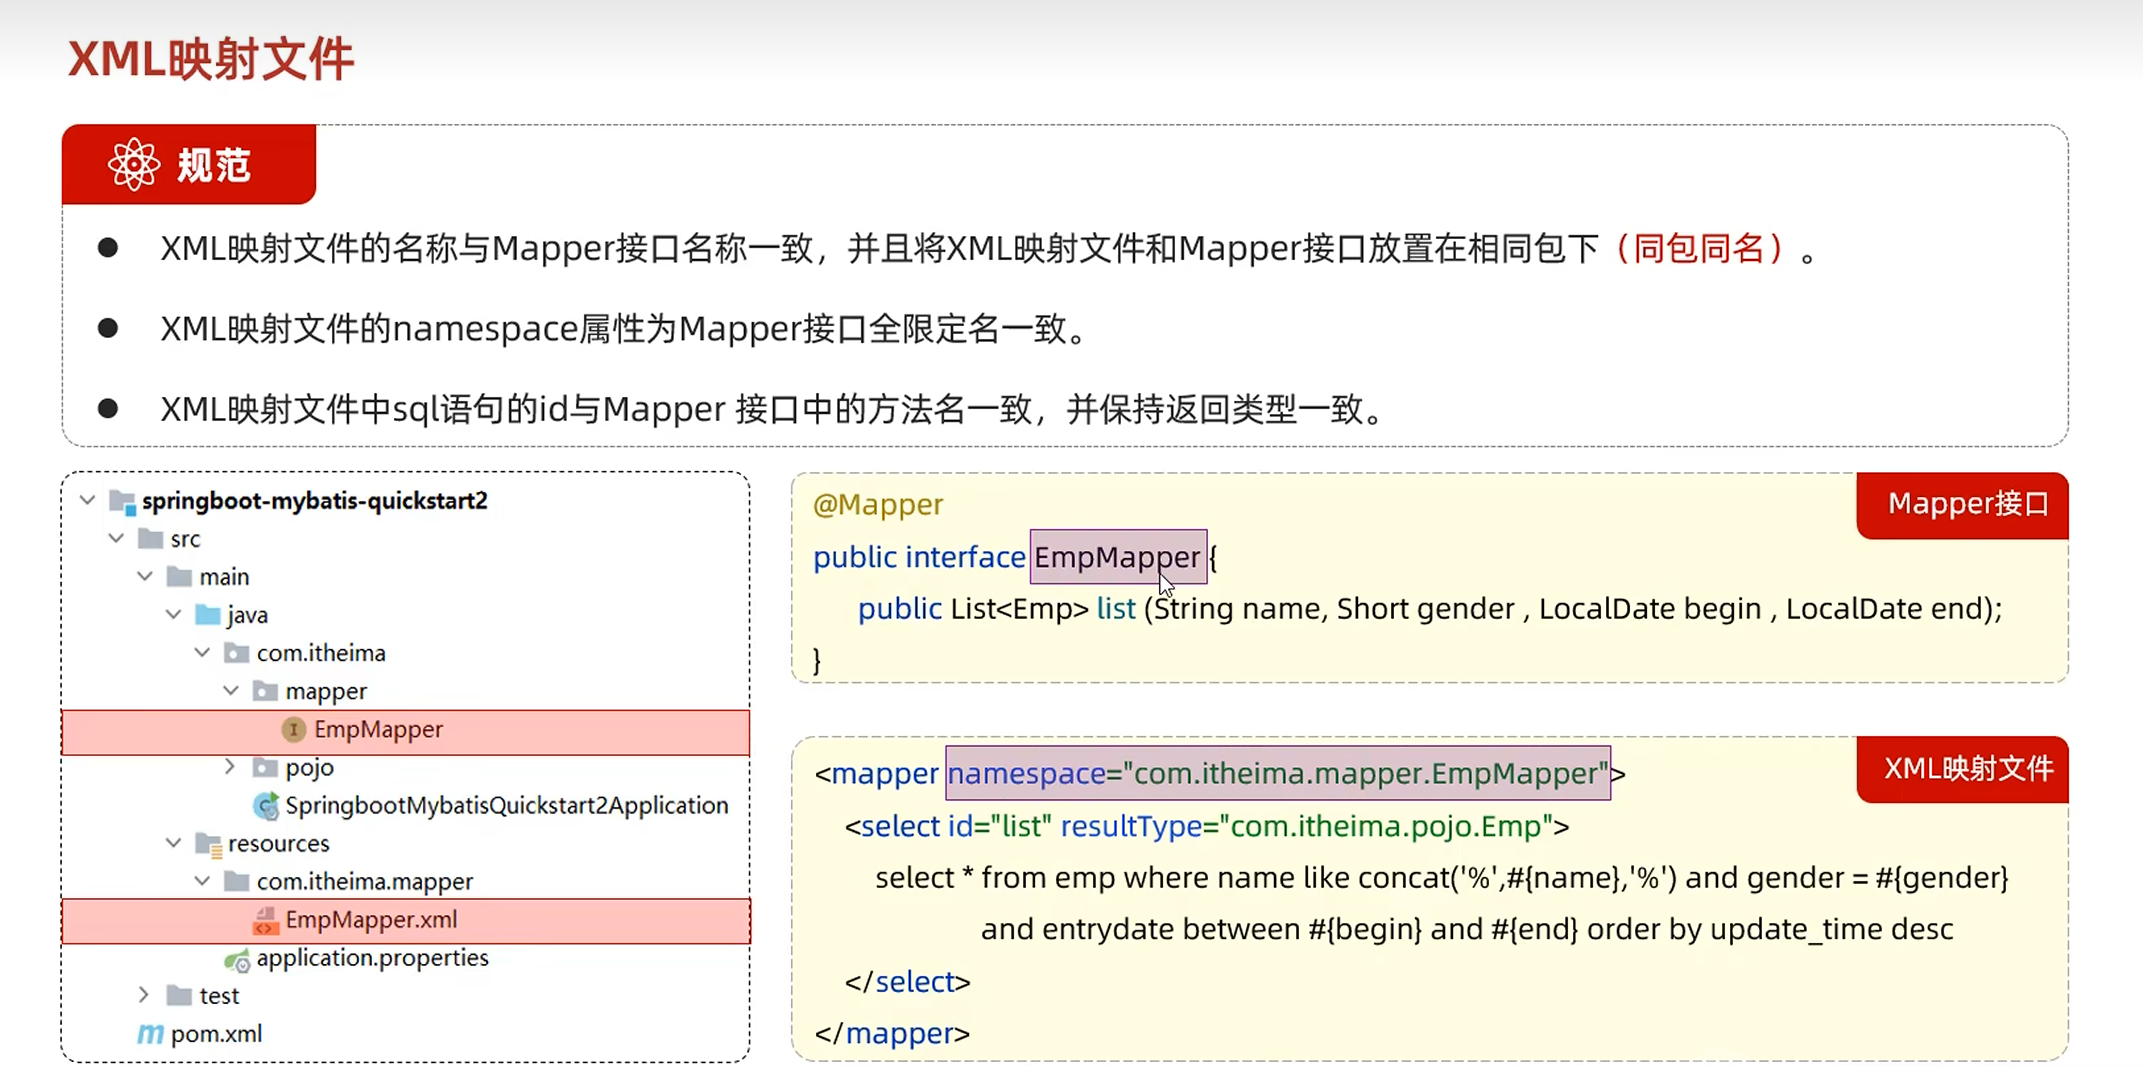 XML映射文件
规范
XML映射文件的名称与Mapper接口名称一致，并且将XML映射文件和Mapper接口放置在相同包下（同包同名）。
XML映射文件的namespace属性为Mapper接口全限定名一致。
XML映射文件中sql语句的id与Mapper 接口中的方法名一致，并保持返回类型一致。
springboot-mybatis-quickstart2
src
main
java
com.itheima
mapper
EmpMapper
pojo
SpringbootMybatisQuickstart2Application
resources
com.itheima.mapper
EmpMapper.xml
application.properties
test
pom.xml
Mapper接口
@Mapper
public interface EmpMapper {
public List<Emp> list (String name, Short gender , LocalDate begin , LocalDate end);
}
XML映射文件
<mapper namespace="com.itheima.mapper.EmpMapper">
<select id="list" resultType="com.itheima.pojo.Emp">
select * from emp where name like concat('%',#{name},'%') and gender = #{gender}
and entrydate between #{begin} and #{end} order by update_time desc
</select>
</mapper>